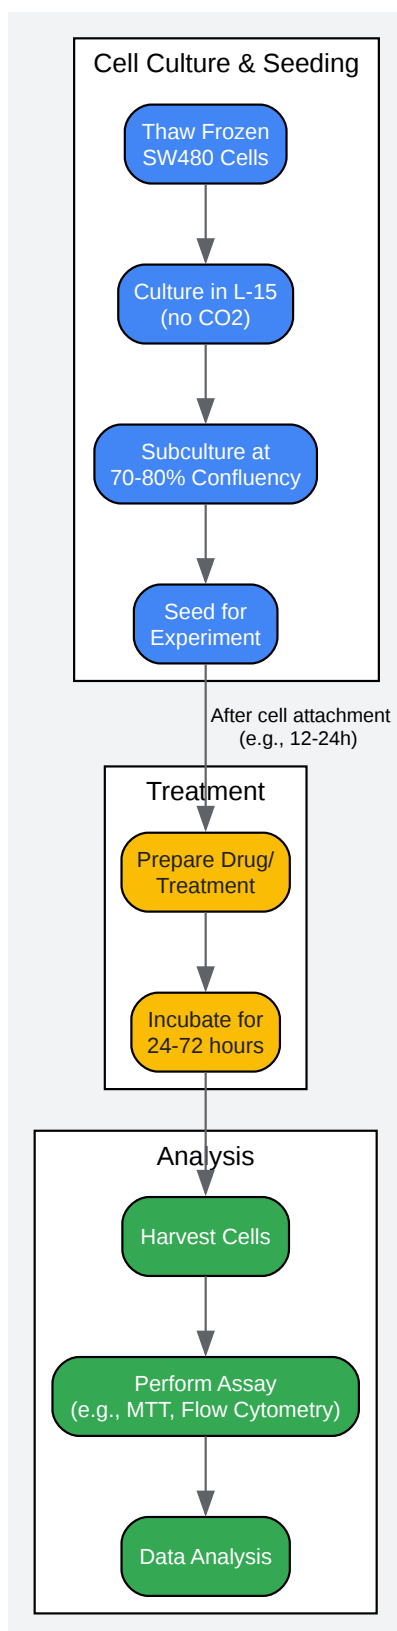 Cell Culture & Seeding
Thaw Frozen
SW480 Cells
Culture in L-15
(no CO2)
Subculture at
70-80% Confluency
Seed for
Experiment
After cell attachment
(e.g., 12-24h)
Treatment
Prepare Drug/
Treatment
Incubate for
24-72 hours
Analysis
Harvest Cells
Perform Assay
(e.g., MTT, Flow Cytometry)
Data Analysis